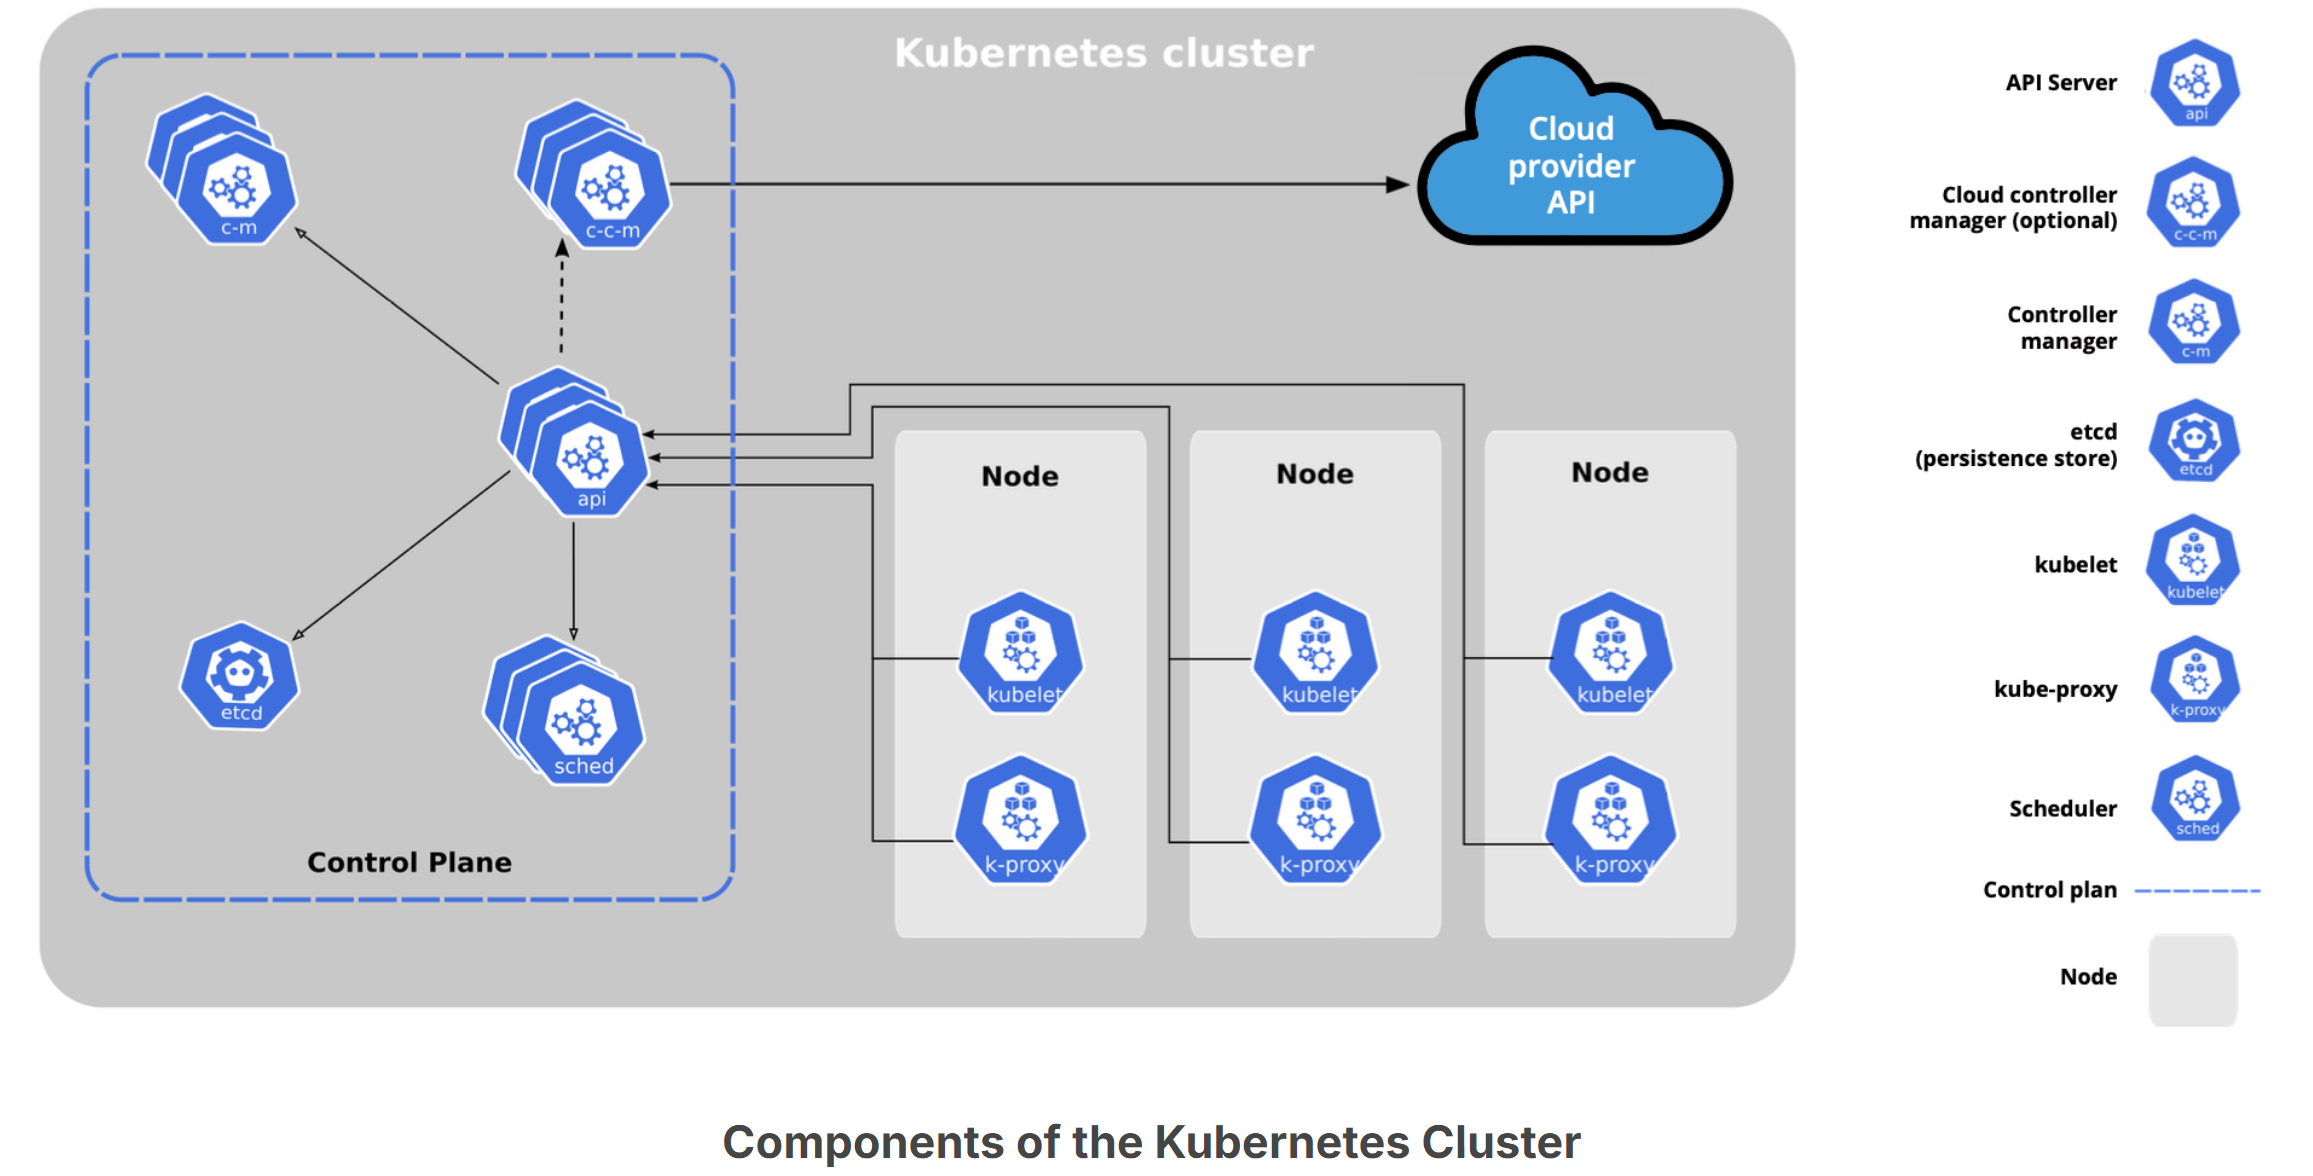 Kubernetes cluster
c-m
c-c-m
Cloud
provider
API
api
etcd
sched
Control Plane
Node
kubelet
k-proxy
Node
kubelet
k-proxy
Node
kubelet
k-proxy
API Server
api
Cloud controller
manager (optional)
c-c-m
Controller
manager
c-m
etcd
(persistence store)
etcd
kubelet
kubelet
kube-proxy
k-proxy
Scheduler
sched
Control plan
Node
Components of the Kubernetes Cluster